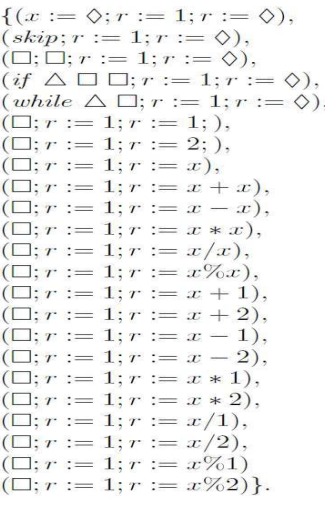 {(x := ◇; r := 1; r := ◇),
(skip; r := 1; r := ◇),
(□; □; r := 1; r := ◇),
(if △ □ □; r := 1; r := ◇),
(while △ □; r := 1; r := ◇),
(□; r := 1; r := 1; ),
(□; r := 1; r := 2; ),
(□; r := 1; r := x),
(□; r := 1; r := x + x),
(□; r := 1; r := x − x),
(□; r := 1; r := x ∗ x),
(□; r := 1; r := x/x),
(□; r := 1; r := x%x),
(□; r := 1; r := x + 1),
(□; r := 1; r := x + 2),
(□; r := 1; r := x − 1),
(□; r := 1; r := x − 2),
(□; r := 1; r := x ∗ 1),
(□; r := 1; r := x ∗ 2),
(□; r := 1; r := x/1),
(□; r := 1; r := x/2),
(□; r := 1; r := x%1)
(□; r := 1; r := x%2)}.